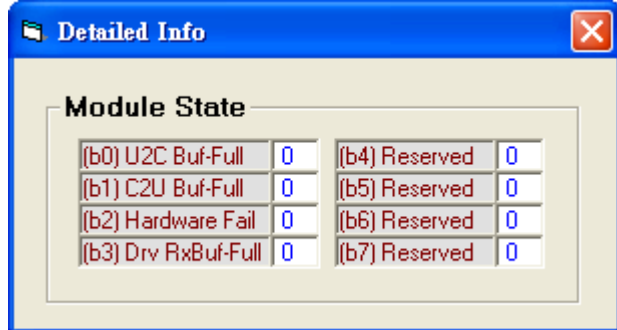 Detailed Info
Module State
(b0) U2C Buf-Full 0 (b4) Reserved 0
(b1) C2U Buf-Full 0 (b5) Reserved 0
(b2) Hardware Fail 0 (b6) Reserved 0
(b3) Drv RxBuf-Full 0 (b7) Reserved 0